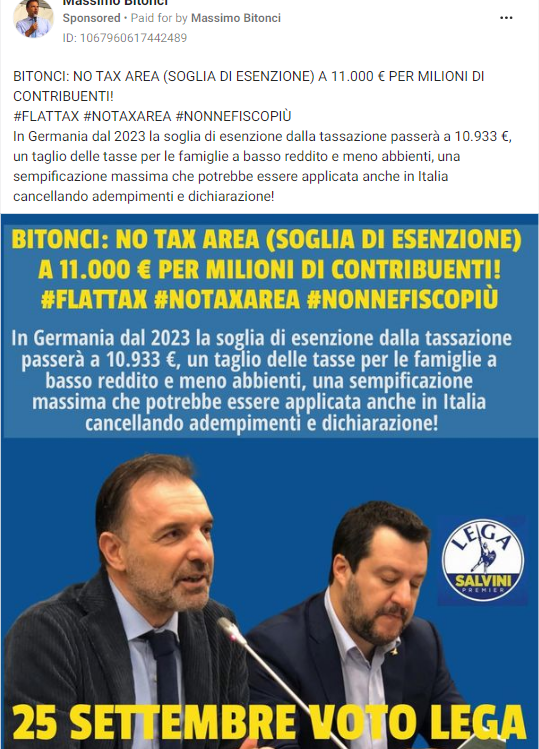 Massimo Bitonci
Sponsored • Paid for by Massimo Bitonci
ID: 1067960617442489
BITONCI: NO TAX AREA (SOGLIA DI ESENZIONE) A 11.000 € PER MILIONI DI
CONTRIBUENTI!
#FLATTAX #NOTAXAREA #NONNEFISCOPIÙ
In Germania dal 2023 la soglia di esenzione dalla tassazione passerà a 10.933 €,
un taglio delle tasse per le famiglie a basso reddito e meno abbienti, una
sempificazione massima che potrebbe essere applicata anche in Italia
cancellando adempimenti e dichiarazione!
BITONCI: NO TAX AREA (SOGLIA DI ESENZIONE)
A 11.000 € PER MILIONI DI CONTRIBUENTI!
#FLATTAX #NOTAXAREA #NONNEFISCOPIÙ
In Germania dal 2023 la soglia di esenzione dalla tassazione
passerà a 10.933 €, un taglio delle tasse per le famiglie a
basso reddito e meno abbienti, una sempificazione
massima che potrebbe essere applicata anche in Italia
cancellando adempimenti e dichiarazione!
LEGA
SALVINI
PREMIER
25 SETTEMBRE VOTO LEGA